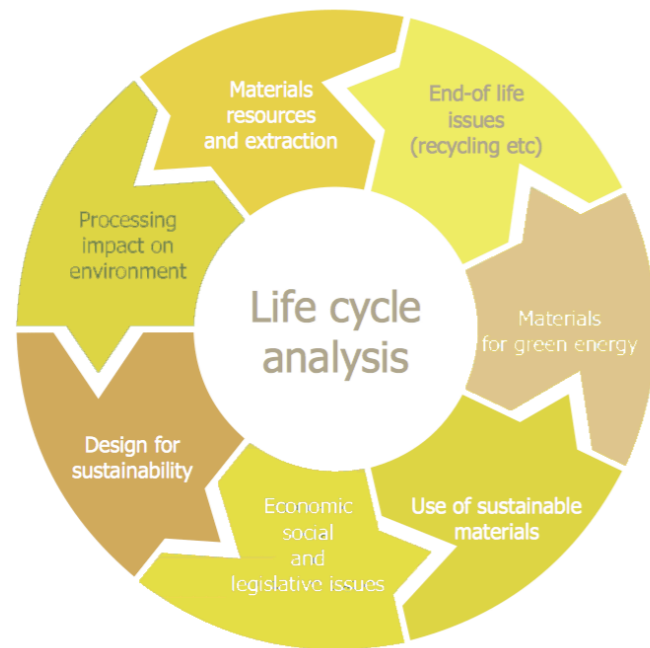 Life cycle
analysis
Materials
resources
and extraction
End-of life
issues
(recycling etc)
Materials
for green energy
Use of sustainable
materials
Economic
social
and
legislative issues
Design for
sustainability
Processing
impact on
environment